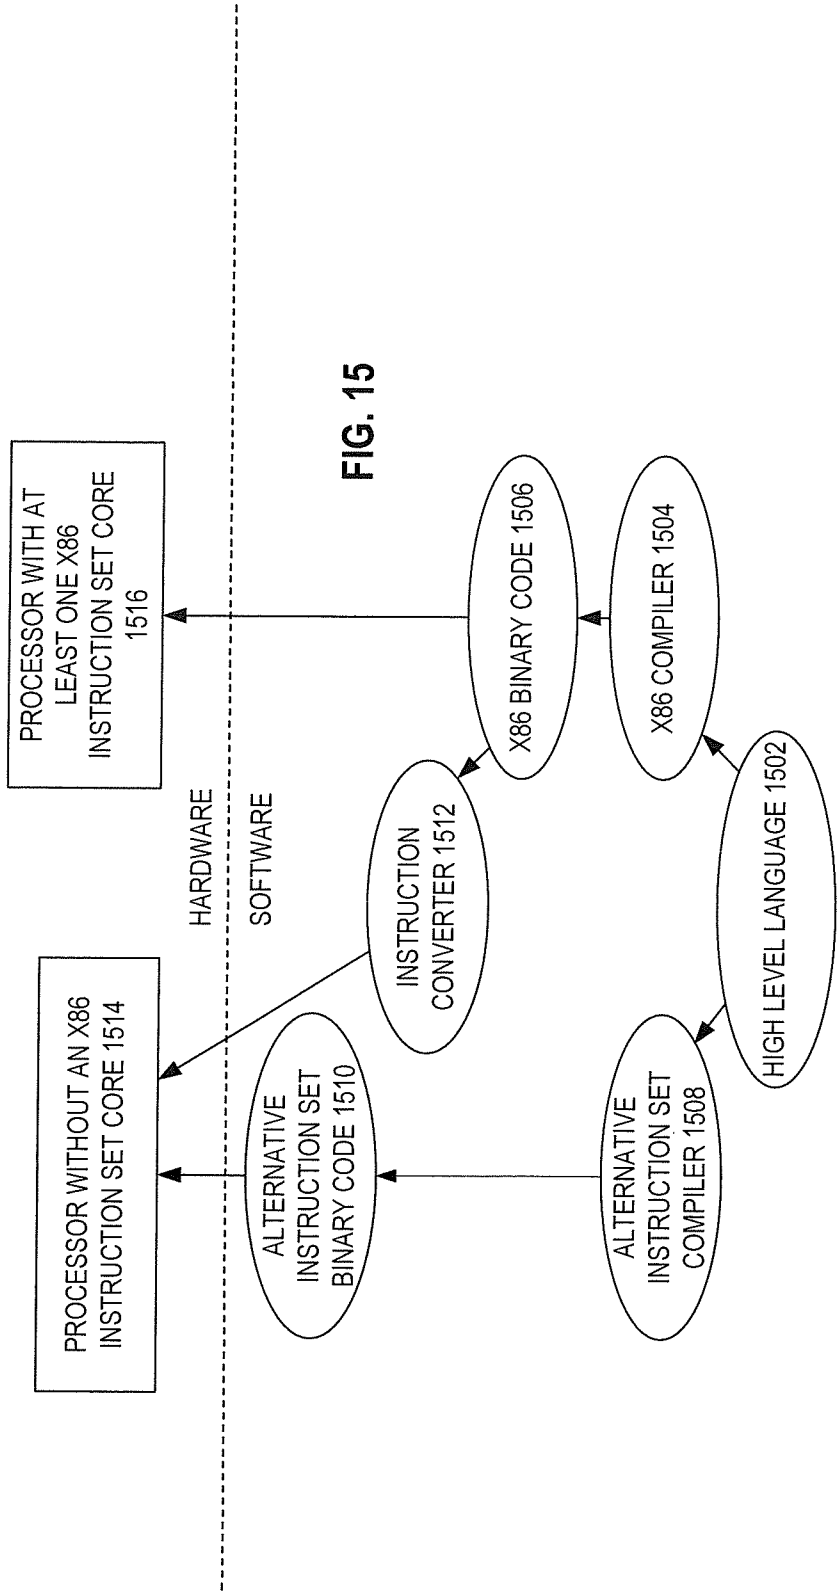 PROCESSOR WITHOUT AN X86
INSTRUCTION SET CORE 1514
PROCESSOR WITH AT
LEAST ONE X86
INSTRUCTION SET CORE
1516
HARDWARE
SOFTWARE
ALTERNATIVE
INSTRUCTION SET
BINARY CODE 1510
INSTRUCTION
CONVERTER 1512
X86 BINARY CODE 1506
ALTERNATIVE
INSTRUCTION SET
COMPILER 1508
X86 COMPILER 1504
HIGH LEVEL LANGUAGE 1502
FIG. 15